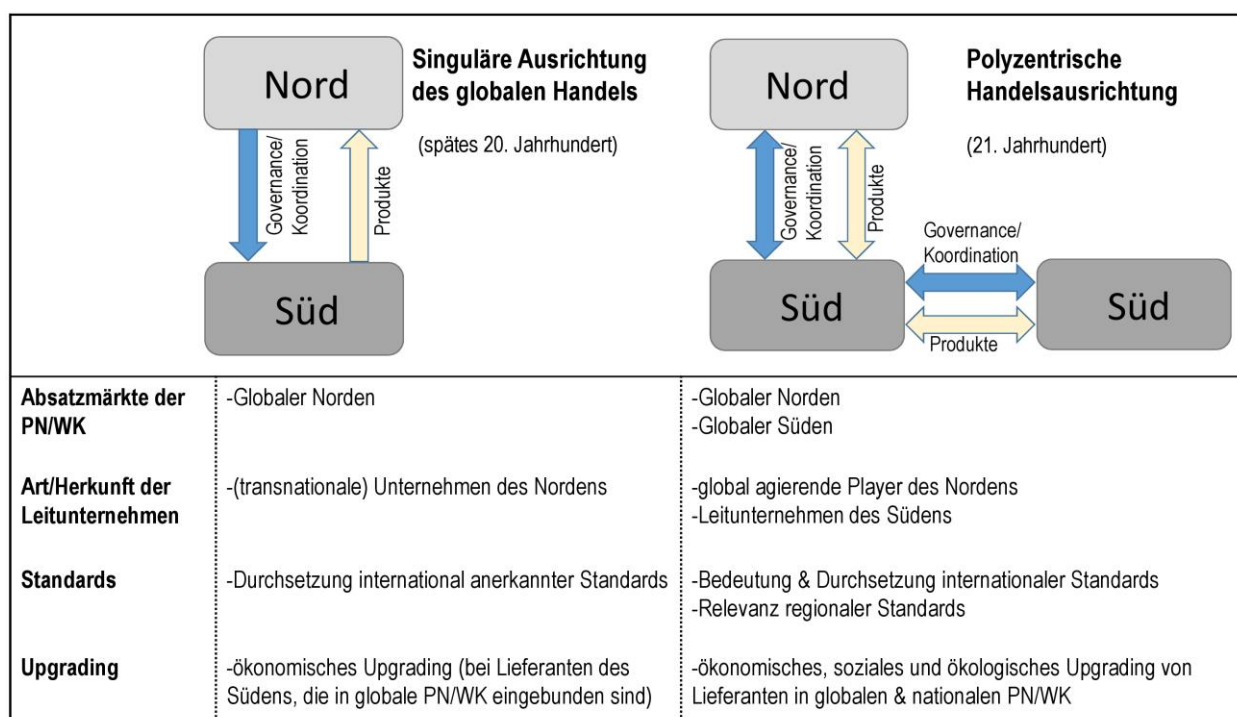 Nord
Singuläre Ausrichtung
des globalen Handels
(spätes 20. Jahrhundert)
Governance/
Koordination
Produkte
Süd
Nord
Polyzentrische
Handelsausrichtung
(21. Jahrhundert)
Governance/
Koordination
Produkte
Governance/
Koordination
Süd
Süd
Produkte
Absatzmärkte der
PN/WK
-Globaler Norden
-Globaler Norden
-Globaler Süden
Art/Herkunft der
Leitunternehmen
-(transnationale) Unternehmen des Nordens
-global agierende Player des Nordens
-Leitunternehmen des Südens
Standards
-Durchsetzung international anerkannter Standards
-Bedeutung & Durchsetzung internationaler Standards
-Relevanz regionaler Standards
Upgrading
-ökonomisches Upgrading (bei Lieferanten des
Südens, die in globale PN/WK eingebunden sind)
-ökonomisches, soziales und ökologisches Upgrading von
Lieferanten in globalen & nationalen PN/WK